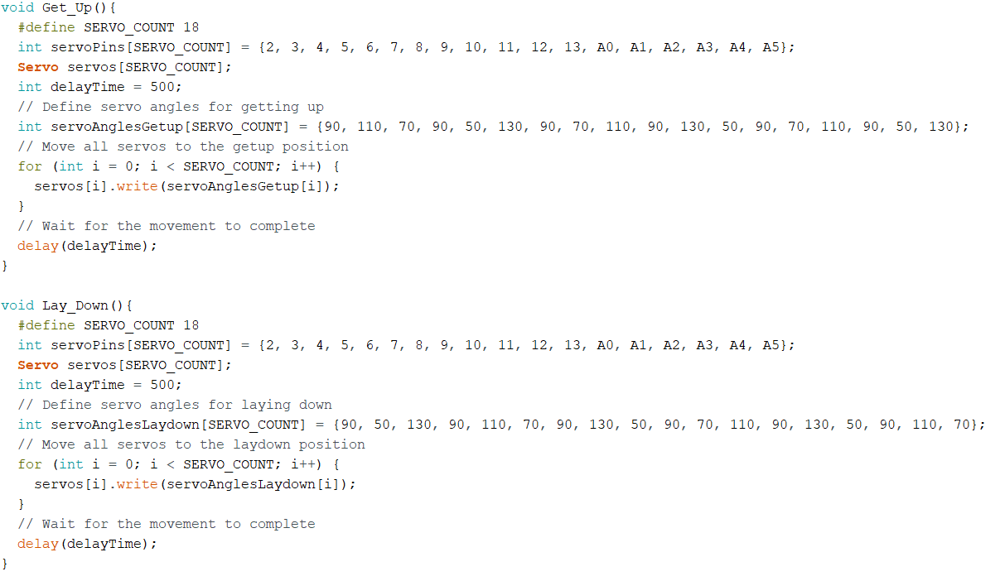 void Get_Up(){
  #define SERVO_COUNT 18
  int servoPins[SERVO_COUNT] = {2, 3, 4, 5, 6, 7, 8, 9, 10, 11, 12, 13, A0, A1, A2, A3, A4, A5};
  Servo servos[SERVO_COUNT];
  int delayTime = 500;
  // Define servo angles for getting up
  int servoAnglesGetup[SERVO_COUNT] = {90, 110, 70, 90, 50, 130, 90, 70, 110, 90, 130, 50, 90, 70, 110, 90, 50, 130};
  // Move all servos to the getup position
  for (int i = 0; i < SERVO_COUNT; i++) {
    servos[i].write(servoAnglesGetup[i]);
  }
  // Wait for the movement to complete
  delay(delayTime);
}

void Lay_Down(){
  #define SERVO_COUNT 18
  int servoPins[SERVO_COUNT] = {2, 3, 4, 5, 6, 7, 8, 9, 10, 11, 12, 13, A0, A1, A2, A3, A4, A5};
  Servo servos[SERVO_COUNT];
  int delayTime = 500;
  // Define servo angles for laying down
  int servoAnglesLaydown[SERVO_COUNT] = {90, 50, 130, 90, 110, 70, 90, 130, 50, 90, 70, 110, 90, 130, 50, 90, 110, 70};
  // Move all servos to the laydown position
  for (int i = 0; i < SERVO_COUNT; i++) {
    servos[i].write(servoAnglesLaydown[i]);
  }
  // Wait for the movement to complete
  delay(delayTime);
}